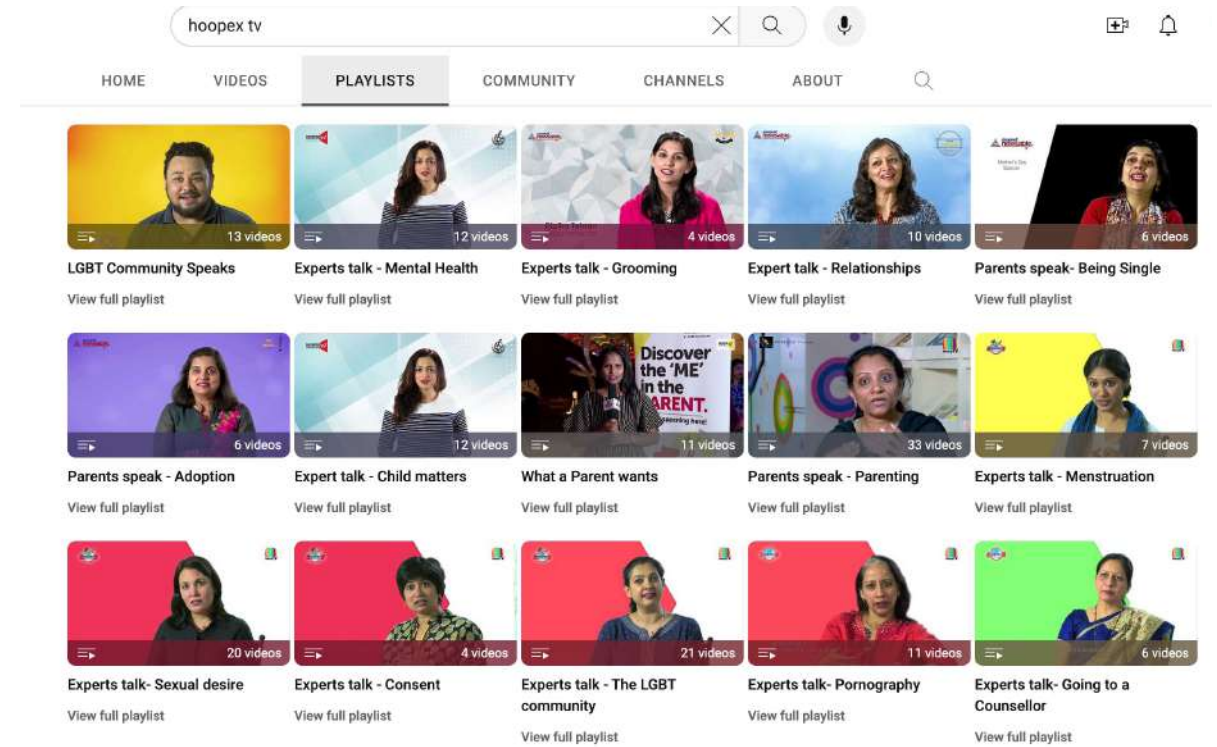 hoopex tv
HOME VIDEOS PLAYLISTS COMMUNITY CHANNELS ABOUT
13 videos 12 videos 4 videos 10 videos 6 videos
LGBT Community Speaks Experts talk - Mental Health Experts talk - Grooming Expert talk - Relationships Parents speak- Being Single
View full playlist View full playlist View full playlist View full playlist View full playlist
Discover
the 'ME'
in the
PARENT.
6 videos 12 videos 11 videos 33 videos 7 videos
Parents speak - Adoption Expert talk - Child matters What a Parent wants Parents speak - Parenting Experts talk - Menstruation
View full playlist View full playlist View full playlist View full playlist View full playlist
20 videos 4 videos 21 videos 11 videos 6 videos
Experts talk- Sexual desire Experts talk - Consent Experts talk - The LGBT community Experts talk- Pornography Experts talk- Going to a Counsellor
View full playlist View full playlist View full playlist View full playlist View full playlist